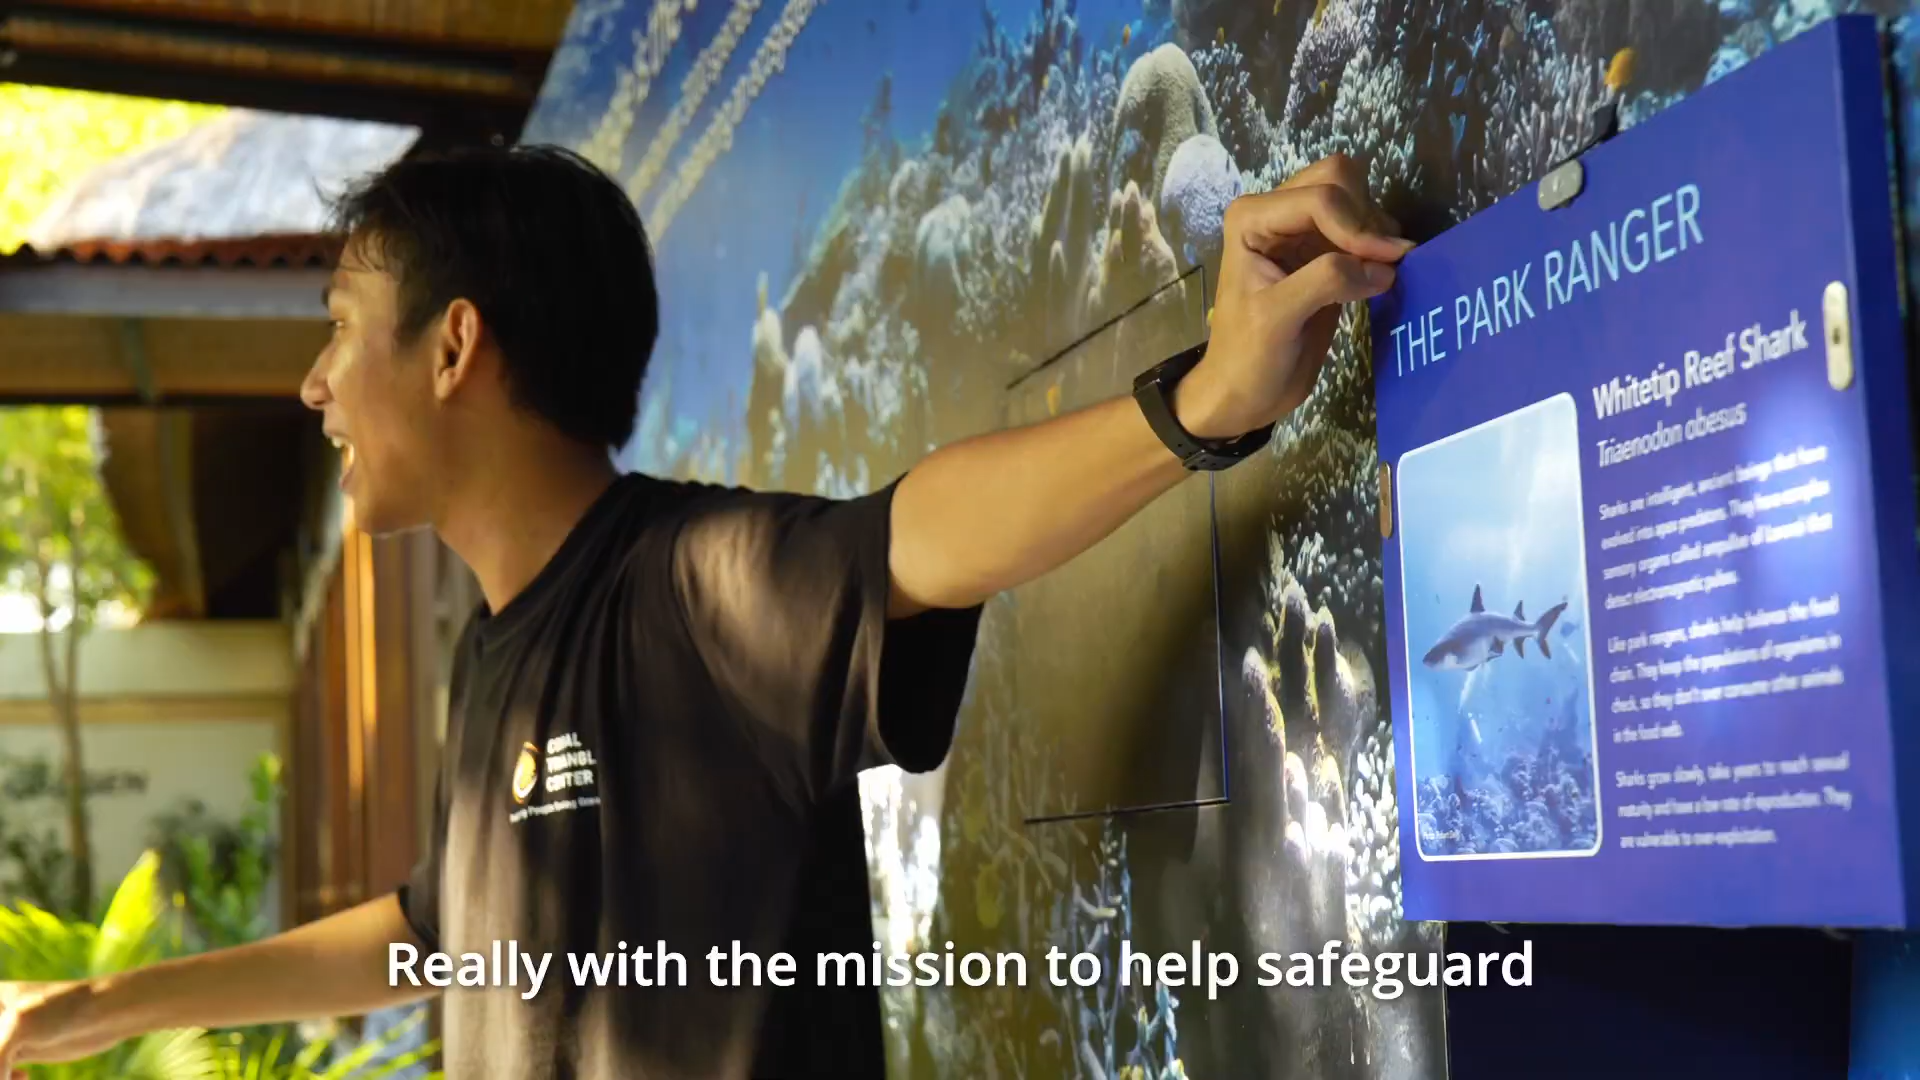 THE PARK RANGER
Whitetip Reef Shark
Triaenodon obesus
Sharks are intelligent, ancient beings that have
evolved into apex predators. They have complex
sensory organs called ampullae of Lorenzi that
detect electromagnetic pulses.
Like park rangers, sharks help balance the food
chain. They keep the populations of organisms in
check, so they don't over consume other animals
in the food web.
Sharks grow slowly, take years to reach sexual
maturity and have a low rate of reproduction. They
are vulnerable to over-exploitation.
CORAL
TRIANGL
CENTER
Really with the mission to help safeguard